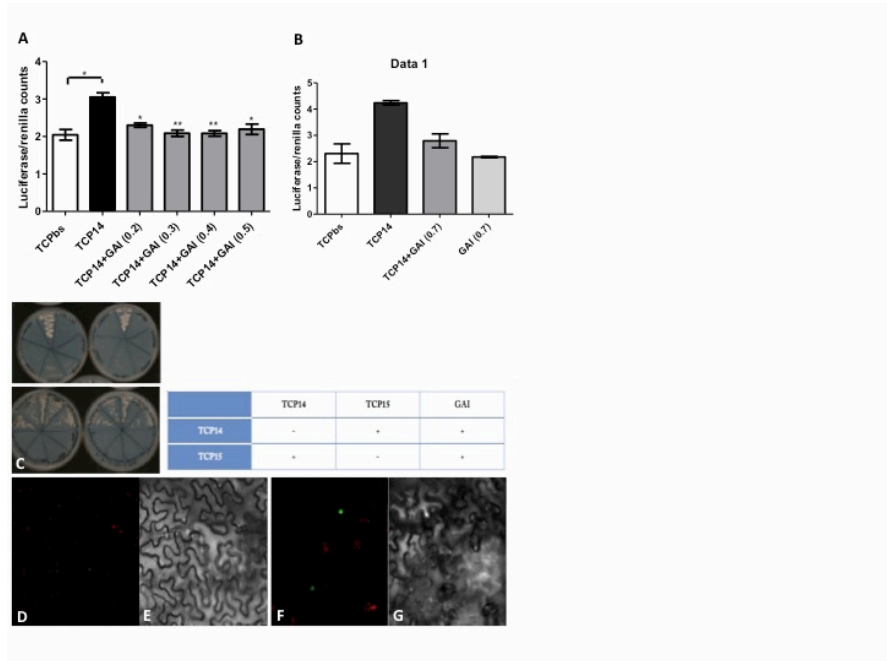 A
Luciferase/renilla counts
4
3
2
1
0
*
*
**
**
*
TCPbs
TCP14
TCP14+GAI (0.2)
TCP14+GAI (0.3)
TCP14+GAI (0.4)
TCP14+GAI (0.5)
B
Data 1
Luciferase/renilla counts
5
4
3
2
1
0
TCPbs
TCP14
TCP14+GAI (0.7)
GAI (0.7)
C
TCP14 TCP15 GAI
TCP14 - + +
TCP15 + - +
D
E
F
G